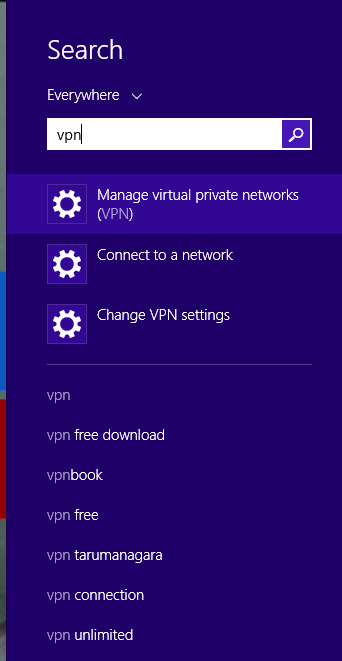 Search
Everywhere
vpn
Manage virtual private networks
(VPN)
Connect to a network
Change VPN settings
vpn
vpn free download
vpnbook
vpn free
vpn tarumanagara
vpn connection
vpn unlimited